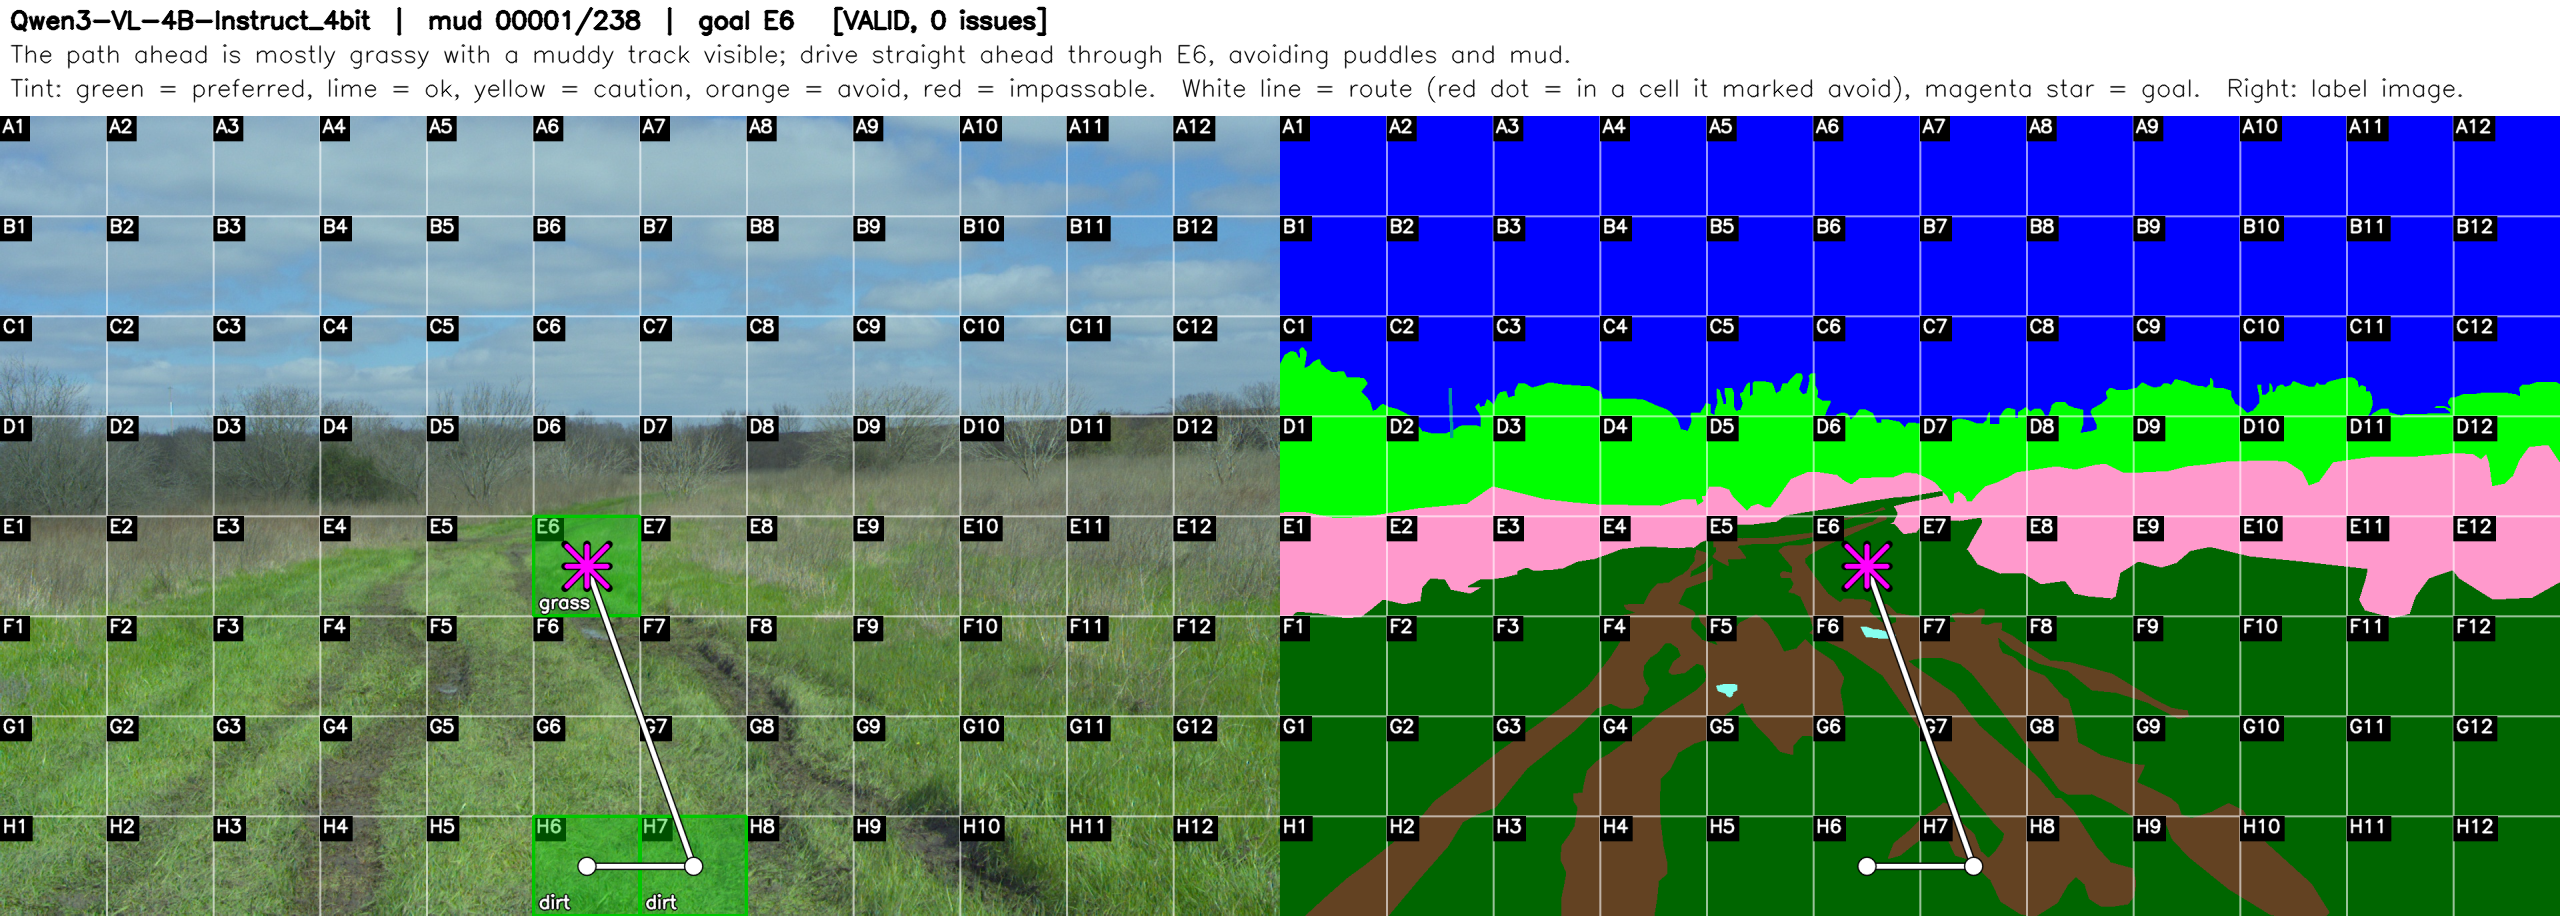 Qwen3-VL-4B-Instruct_4bit | mud 00001/238 | goal E6 [VALID, 0 issues]
The path ahead is mostly grassy with a muddy track visible; drive straight ahead through E6, avoiding puddles and mud.
Tint: green = preferred, lime = ok, yellow = caution, orange = avoid, red = impassable. White line = route (red dot = in a cell it marked avoid), magenta star = goal. Right: label image.
A1 A2 A3 A4 A5 A6 A7 A8 A9 A10 A11 A12 A1 A2 A3 A4 A5 A6 A7 A8 A9 A10 A11 A12
B1 B2 B3 B4 B5 B6 B7 B8 B9 B10 B11 B12 B1 B2 B3 B4 B5 B6 B7 B8 B9 B10 B11 B12
C1 C2 C3 C4 C5 C6 C7 C8 C9 C10 C11 C12 C1 C2 C3 C4 C5 C6 C7 C8 C9 C10 C11 C12
D1 D2 D3 D4 D5 D6 D7 D8 D9 D10 D11 D12 D1 D2 D3 D4 D5 D6 D7 D8 D9 D10 D11 D12
E1 E2 E3 E4 E5 E6 E7 E8 E9 E10 E11 E12 E1 E2 E3 E4 E5 E6 E7 E8 E9 E10 E11 E12
grass
F1 F2 F3 F4 F5 F6 F7 F8 F9 F10 F11 F12 F1 F2 F3 F4 F5 F6 F7 F8 F9 F10 F11 F12
G1 G2 G3 G4 G5 G6 G7 G8 G9 G10 G11 G12 G1 G2 G3 G4 G5 G6 G7 G8 G9 G10 G11 G12
H1 H2 H3 H4 H5 H6 H7 H8 H9 H10 H11 H12 H1 H2 H3 H4 H5 H6 H7 H8 H9 H10 H11 H12
dirt dirt